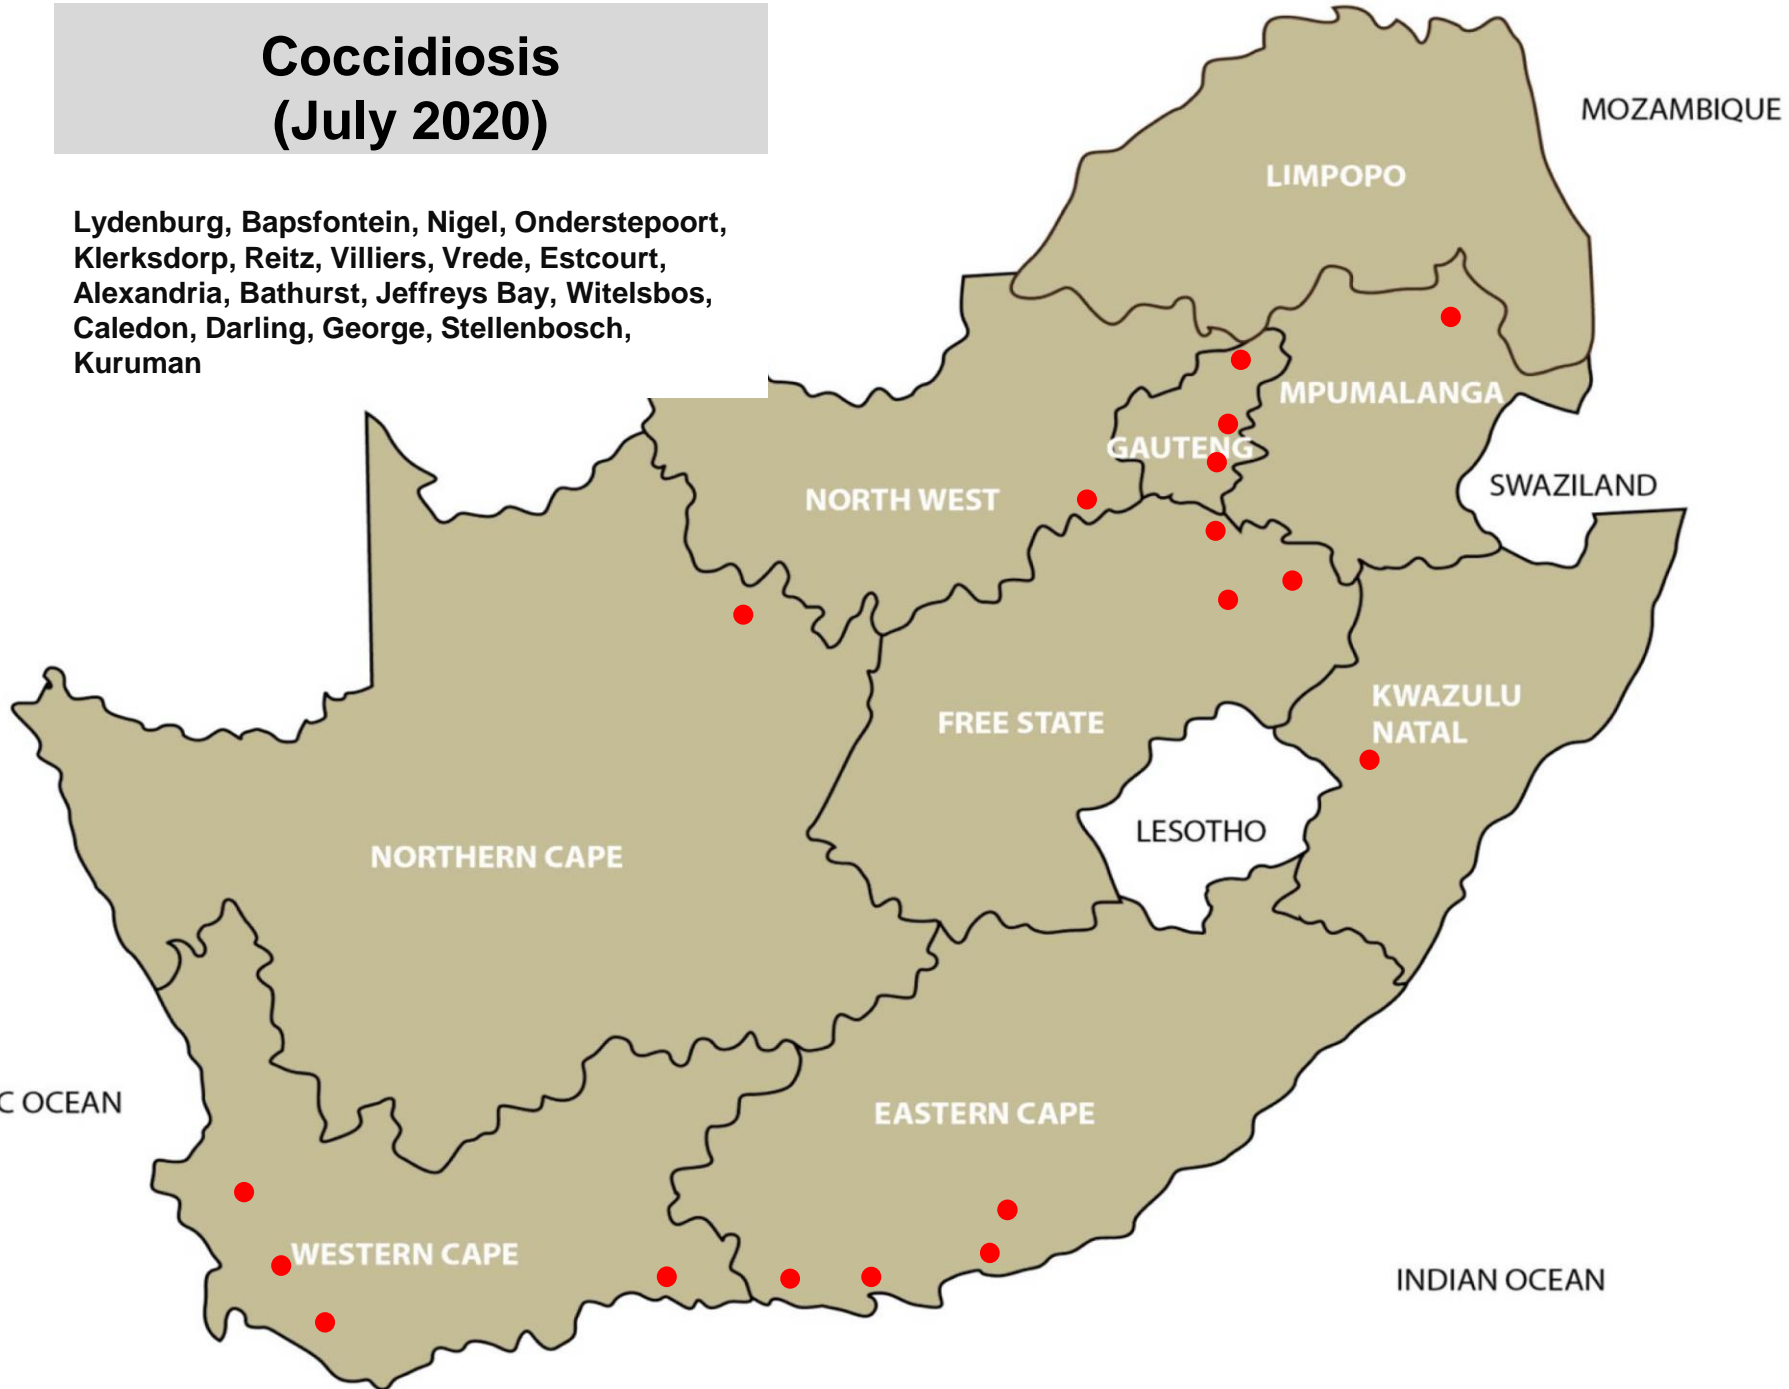 Coccidiosis
(July 2020)
Lydenburg, Bapsfontein, Nigel, Onderstepoort,
Klerksdorp, Reitz, Villiers, Vrede, Estcourt,
Alexandria, Bathurst, Jeffreys Bay, Witelsbos,
Caledon, Darling, George, Stellenbosch,
Kuruman
MOZAMBIQUE
LIMPOPO
MPUMALANGA
GAUTENG
SWAZILAND
NORTH WEST
KWAZULU
NATAL
FREE STATE
LESOTHO
NORTHERN CAPE
C OCEAN
EASTERN CAPE
WESTERN CAPE
INDIAN OCEAN